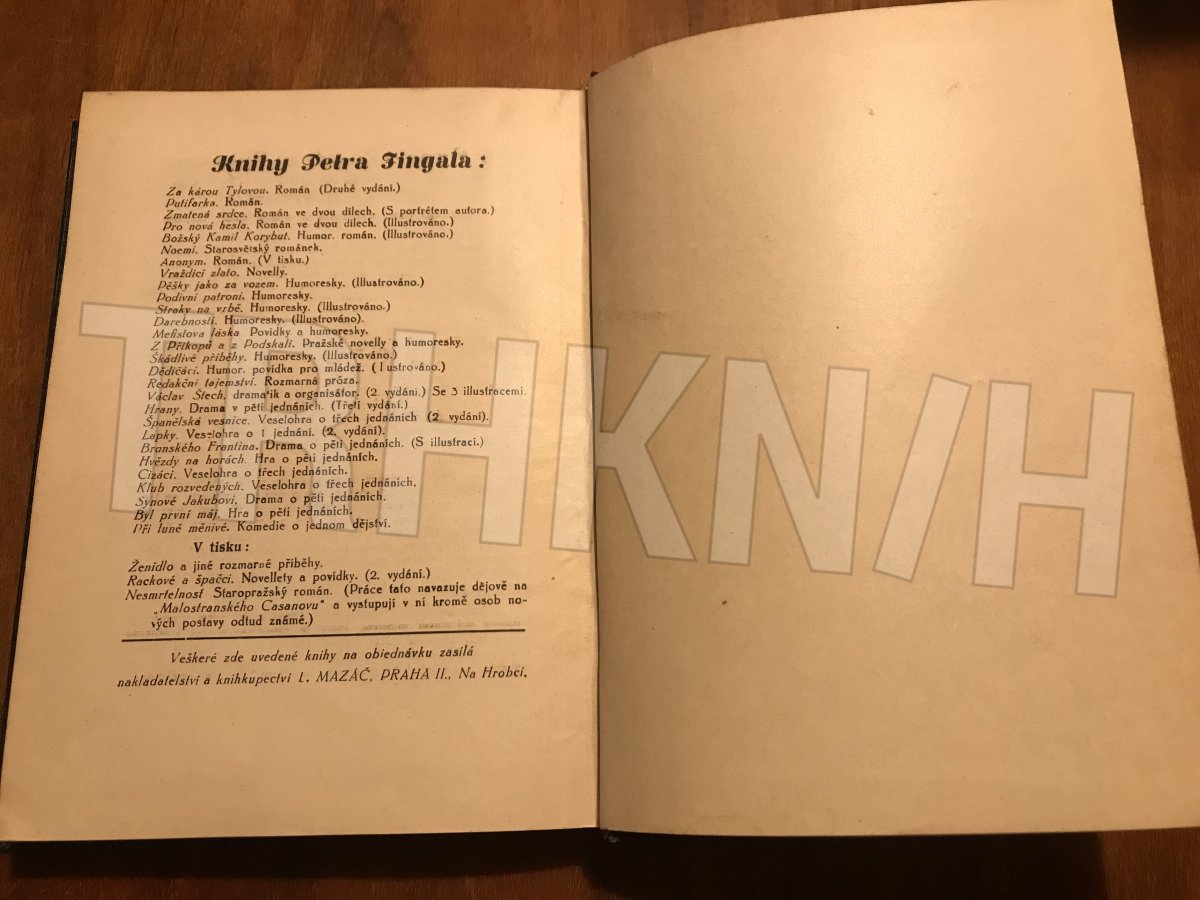 Knihy Petra Fingala:
Za károu Tylovou. Román (Druhé vydání.)
Putifarka. Román.
Zmatená srdce. Román ve dvou dílech. (S portrétem autora.)
Pro nová hesla. Román ve dvou dílech. (Illustrováno.)
Božský Kamil Korybut. Humor. román. (Illustrováno.)
Noemi. Starosvětský románek.
Anonym. Román. (V tisku.)
Vraždící zlato. Novelly.
Pěšky jako za vozem. Humoresky. (Illustrováno.)
Podivní patroni. Humoresky.
Straky na vrbě. Humoresky. (Illustrováno.)
Darebnosti. Humoresky. (Illustrováno).
Mefistova láska Povídky a humoresky.
Z Příkopů a z Podskalí. Pražské novelly a humoresky.
Škádlivé příběhy. Humoresky. (Illustrováno.)
Dědičáci. Humor. povídka pro mládež. ( I ustrováno.)
Redakční tajemství. Rozmarná próza.
Václav Štech, dramatik a organisátor. (2. vydání.) Se 3 illustracemi.
Hrany. Drama v pěti jednáních. (Třetí vydání.)
Španělská vesnice. Veselohra o třech jednáních (2. vydání).
Lapky. Veselohra o 1 jednání. (2. vydání).
Branského Frantina. Drama o pěti jednáních. (S illustrací.)
Hvězdy na horách. Hra o pěti jednáních.
Cizáci. Veselohra o třech jednáních.
Klub rozvedených. Veselohra o třech jednáních.
Synové Jakubovi. Drama o pěti jednáních.
Byl první máj. Hra o pěti jednáních.
Při luně měnivé. Komedie o jednom dějství.
V tisku:
Ženidlo a jiné rozmarné příběhy.
Rackové a špačci. Novellety a povídky. (2. vydání.)
Nesmrtelnost Staropražský román. (Práce tato navazuje dějově na
„Malostranského Casanovu" a vystupují v ní kromě osob no-
vých postavy odtud známé.)
Veškeré zde uvedené knihy na objednávku zasílá
nakladatelství a knihkupectví L. MAZÁČ, PRAHA II., Na Hrobci.
TRHKN/H